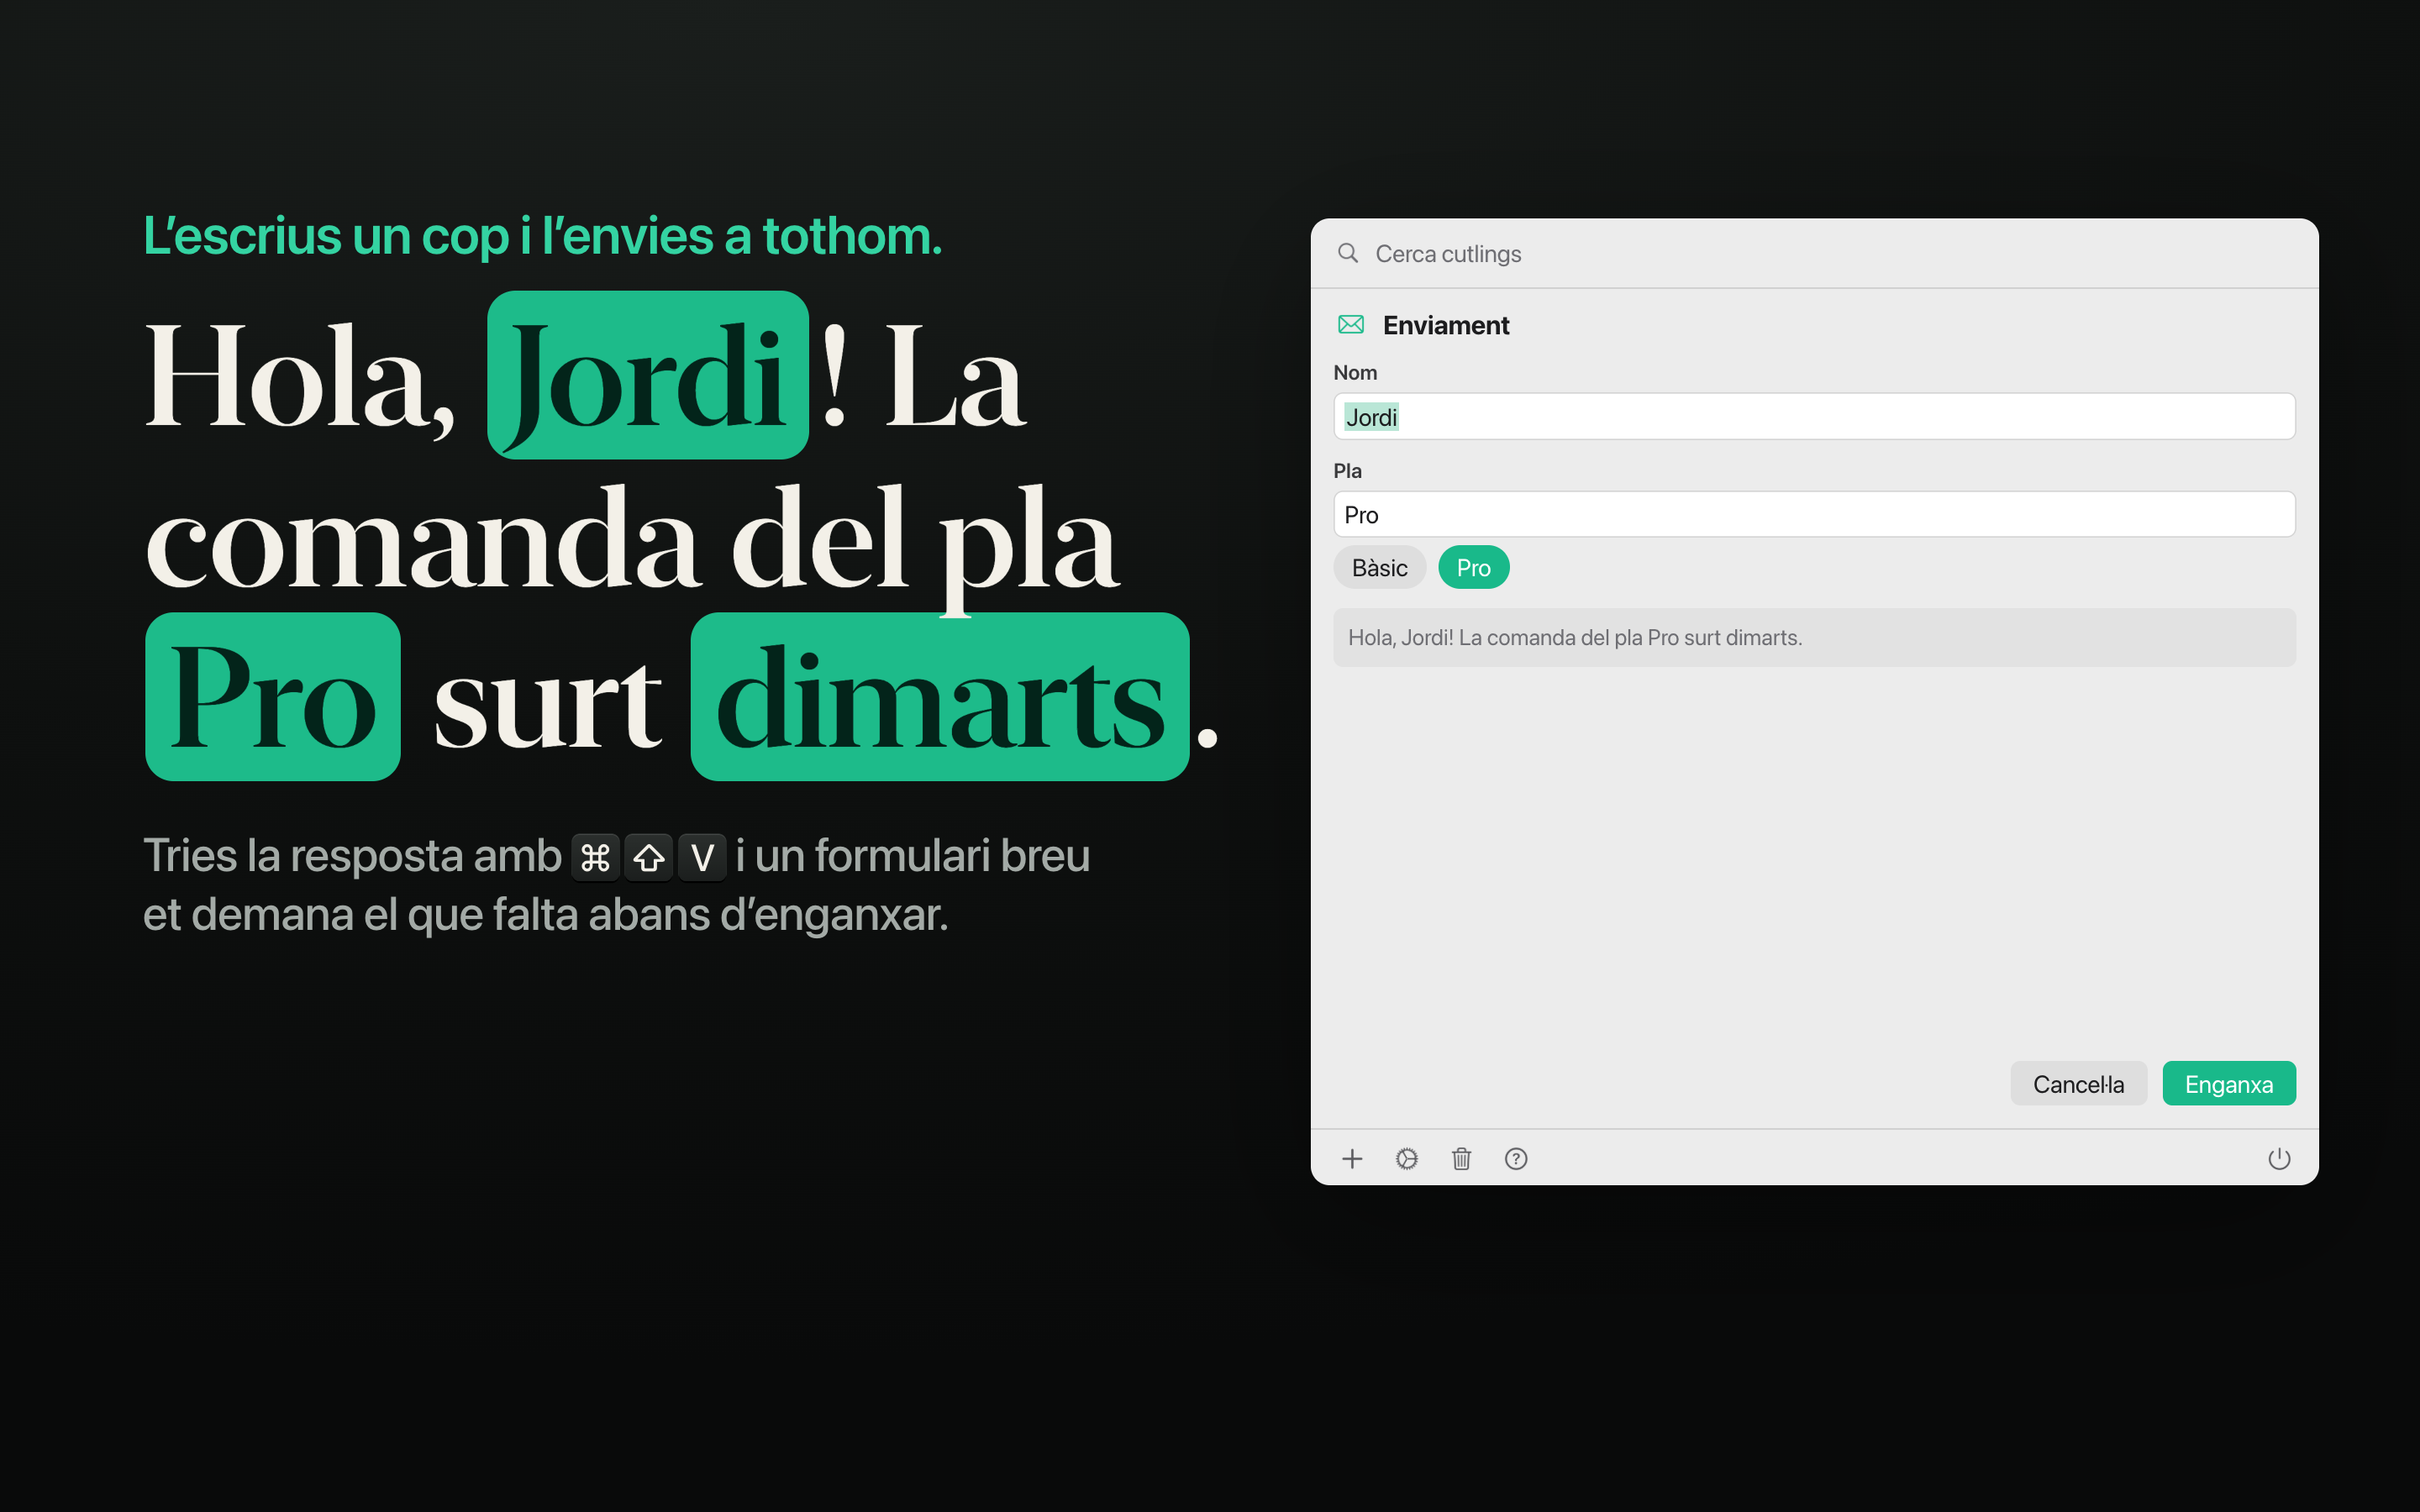 L’escrius un cop i l’envies a tothom.
Hola, Jordi! La
comanda del pla
Pro surt dimarts.
Tries la resposta amb ⌘ ⇧ V i un formulari breu
et demana el que falta abans d’enganxar.
Cerca cutlings
Enviament
Nom
Jordi
Pla
Pro
Bàsic Pro
Hola, Jordi! La comanda del pla Pro surt dimarts.
Cancel·la Enganxa